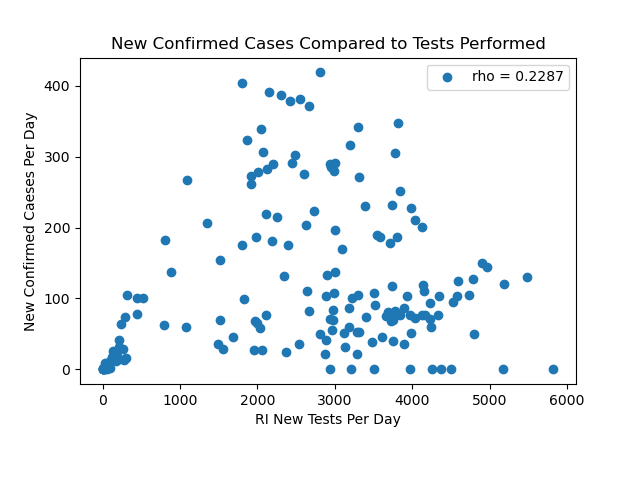 New Confirmed Cases Compared to Tests Performed
rho = 0.2287
400
300
200
100
0
New Confirmed Caeses Per Day
0 1000 2000 3000 4000 5000 6000
RI New Tests Per Day